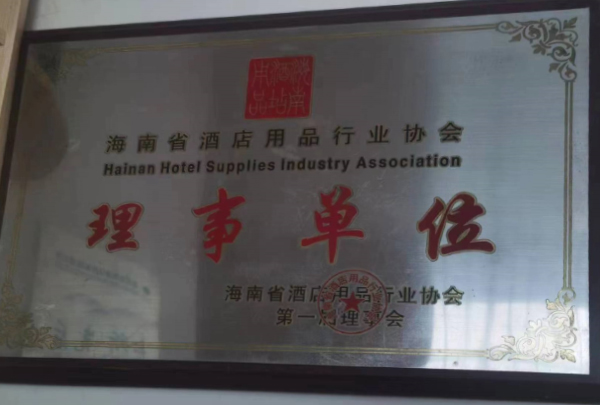 海南省酒店用品行业协会
Hainan Hotel Supplies Industry Association
理事单位
海南省酒店用品行业协会
第一届理事会